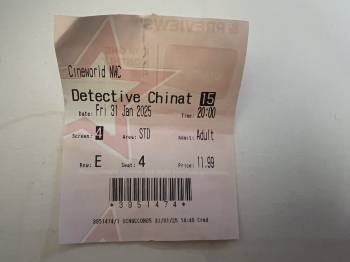 Cineworld NWC
Detective Chinat 15
Date: Fri 31 Jan 2025 Time: 20:00
Screen: 4 Area: STD Admit: Adult
Row: E Seat: 4 Price: 11.99
*3951474*